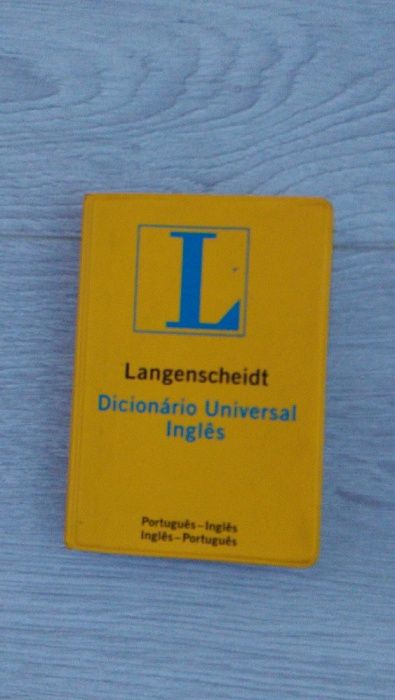 L
Langenscheidt
Dicionário Universal
Inglês
Português–Inglês
Inglês–Português